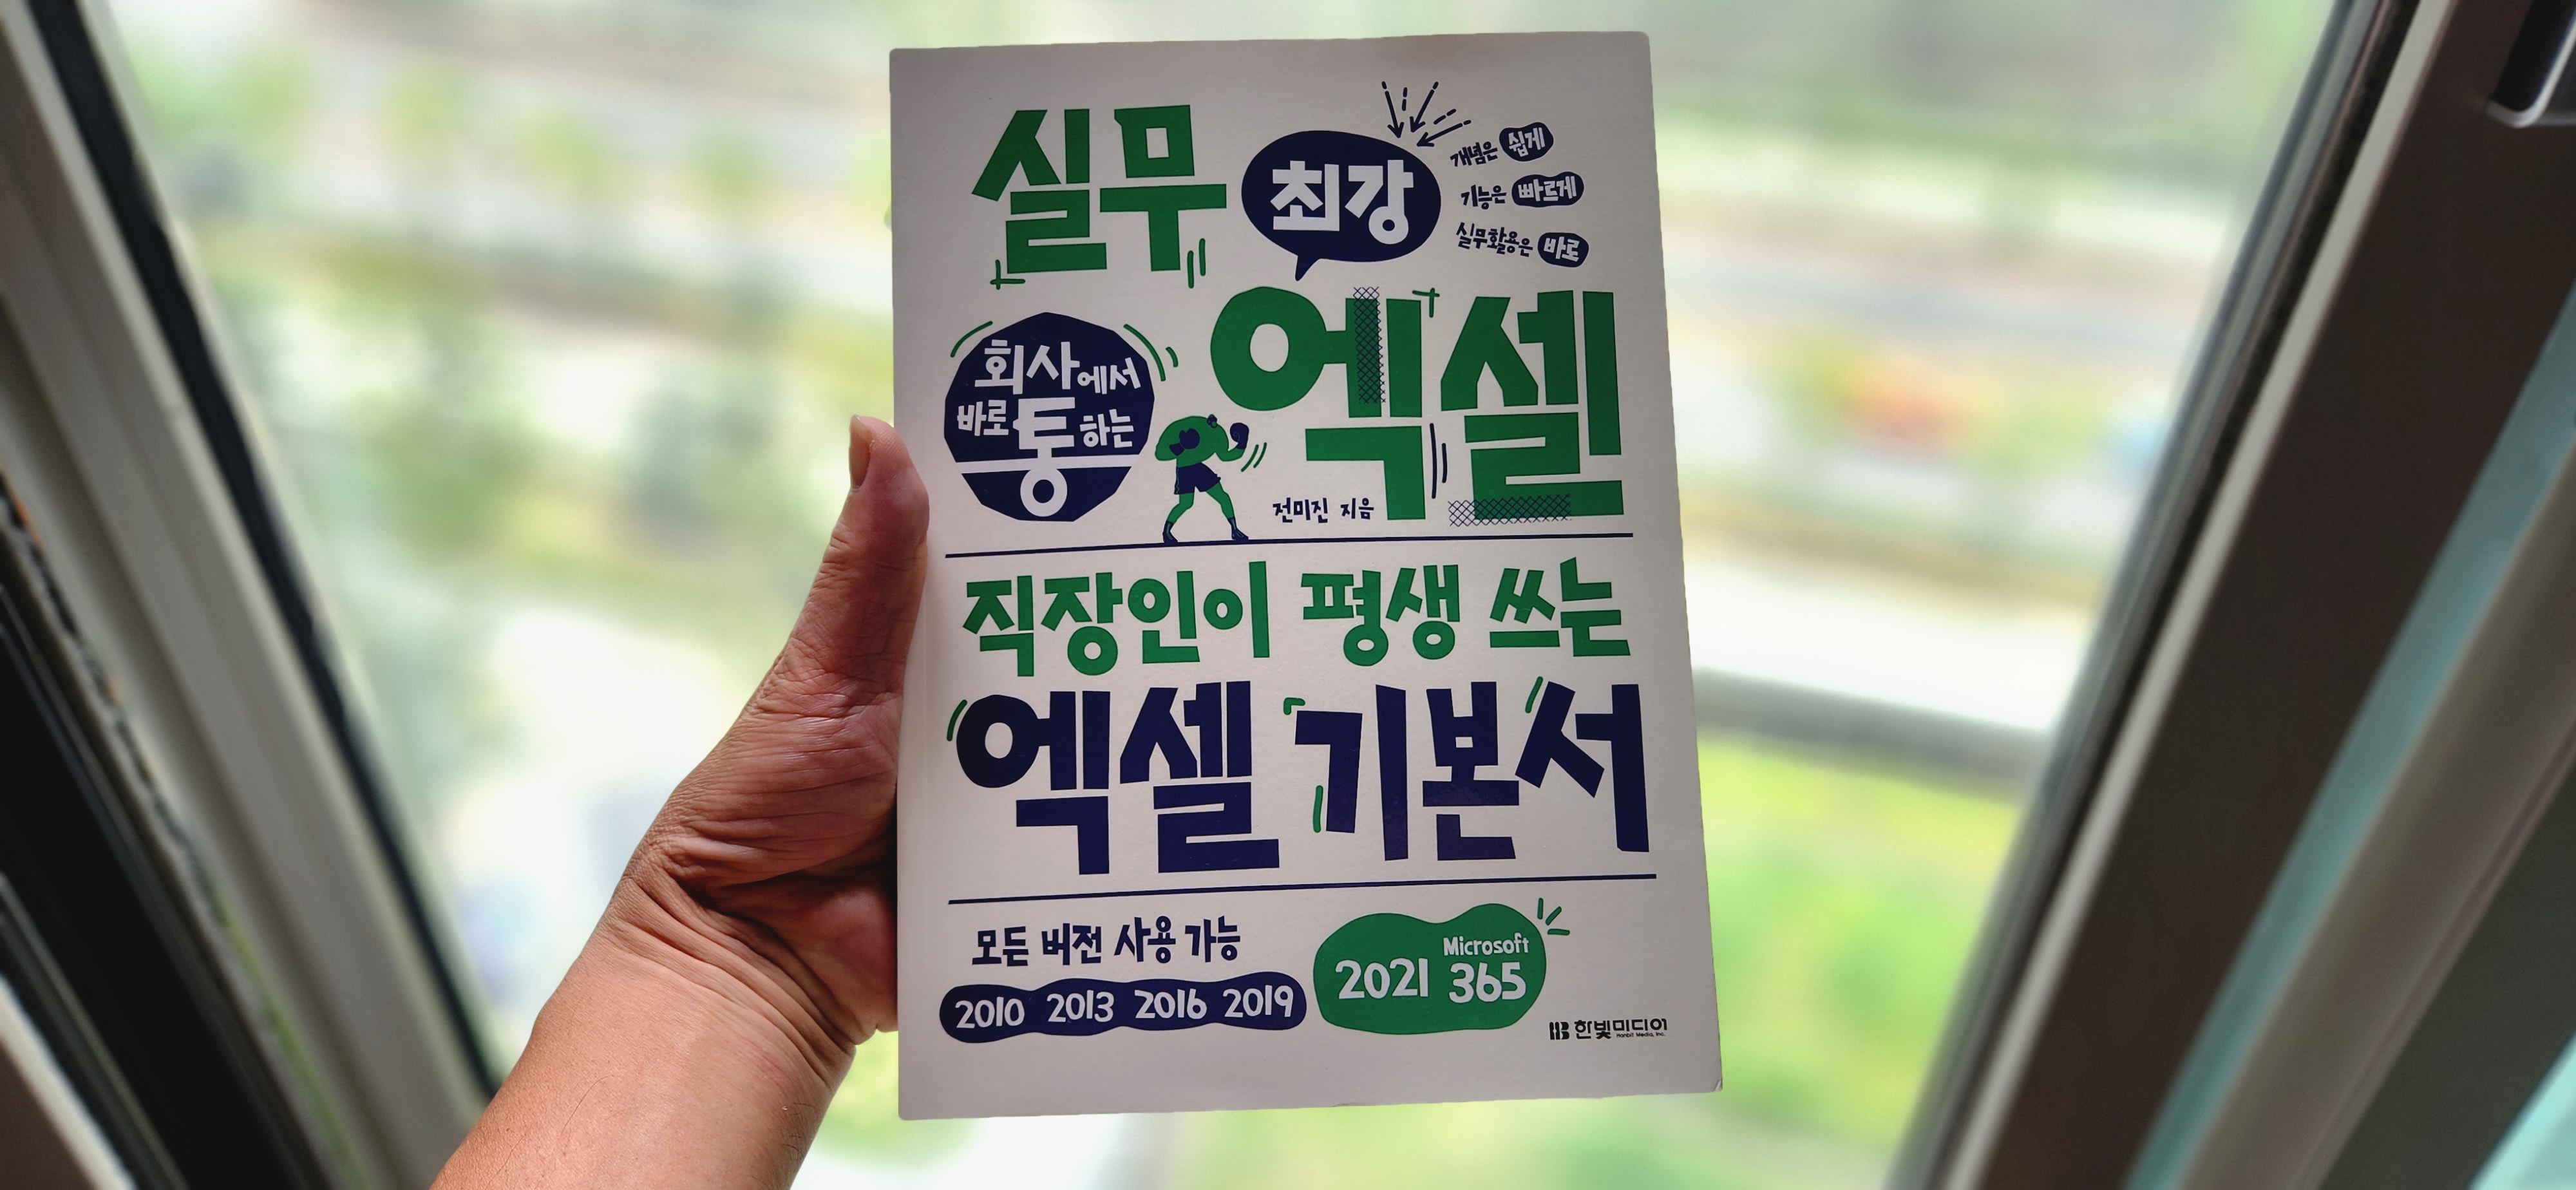 실무 최강
개념은 쉽게
기능은 빠르게
실무활용은 바로
엑셀
회사에서
바로 통하는
전미진 지음
직장인이 평생 쓰는
엑셀 기본서
모든 버전 사용 가능
2010 2013 2016 2019
2021 Microsoft 365
한빛미디어
Hanbit Media, Inc.